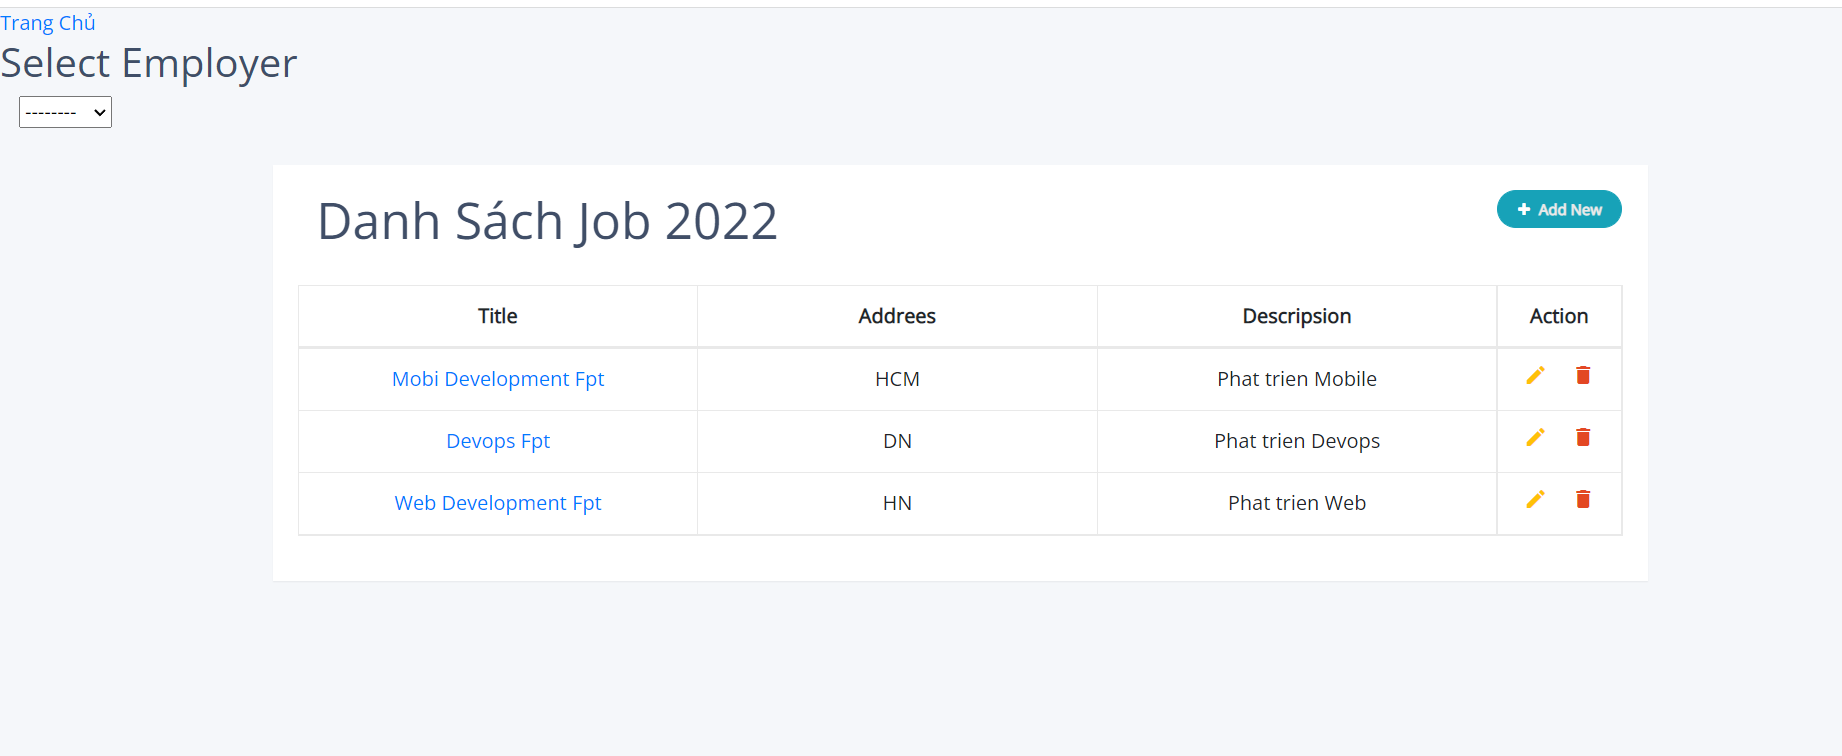 Trang Chủ
Select Employer
--------
Danh Sách Job 2022
Add New
Title Addrees Descripsion Action
Mobi Development Fpt HCM Phat trien Mobile
Devops Fpt DN Phat trien Devops
Web Development Fpt HN Phat trien Web